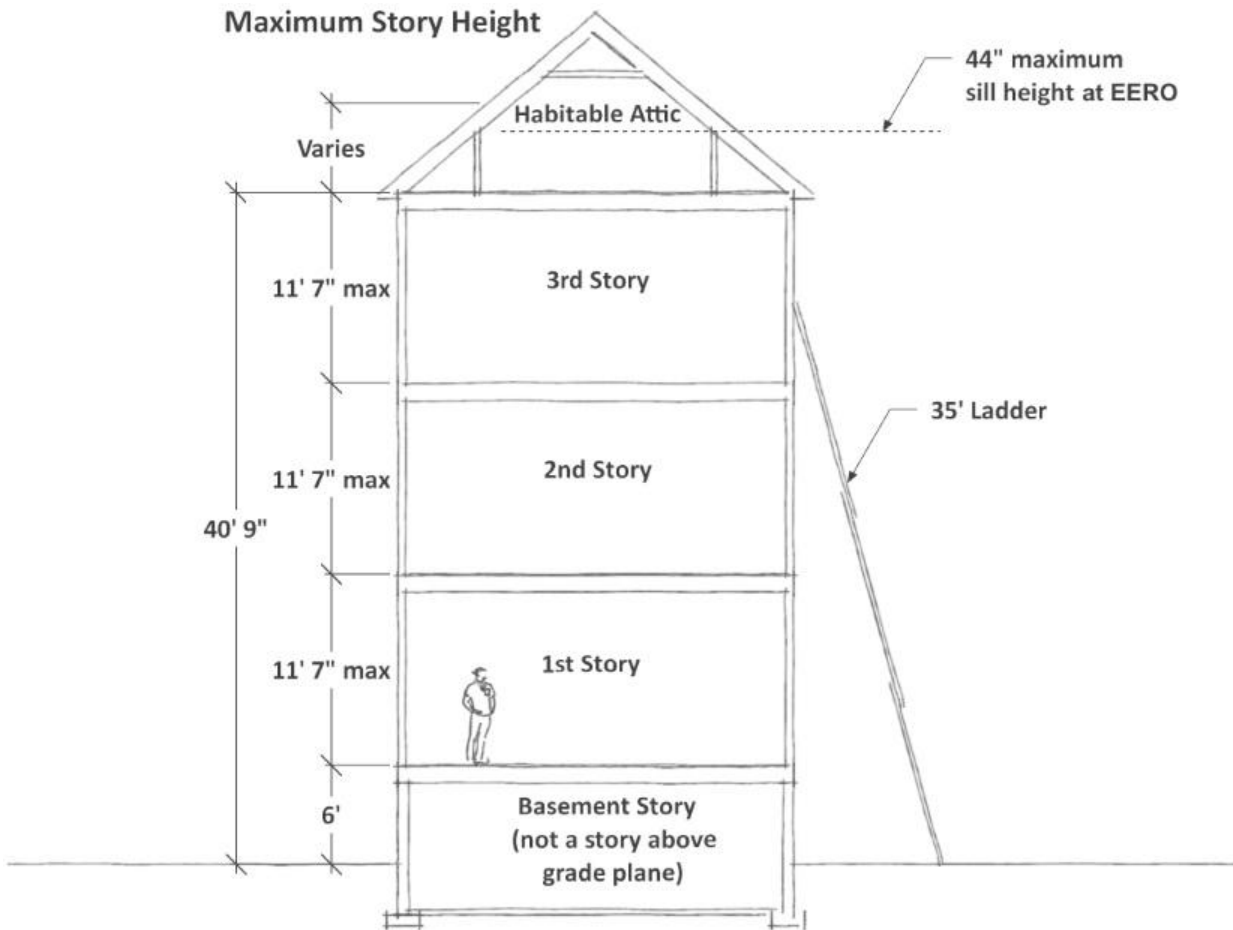 Maximum Story Height
44" maximum
sill height at EERO
Habitable Attic
Varies
11' 7" max
3rd Story
35' Ladder
11' 7" max
2nd Story
40' 9"
11' 7" max
1st Story
6'
Basement Story
(not a story above
grade plane)